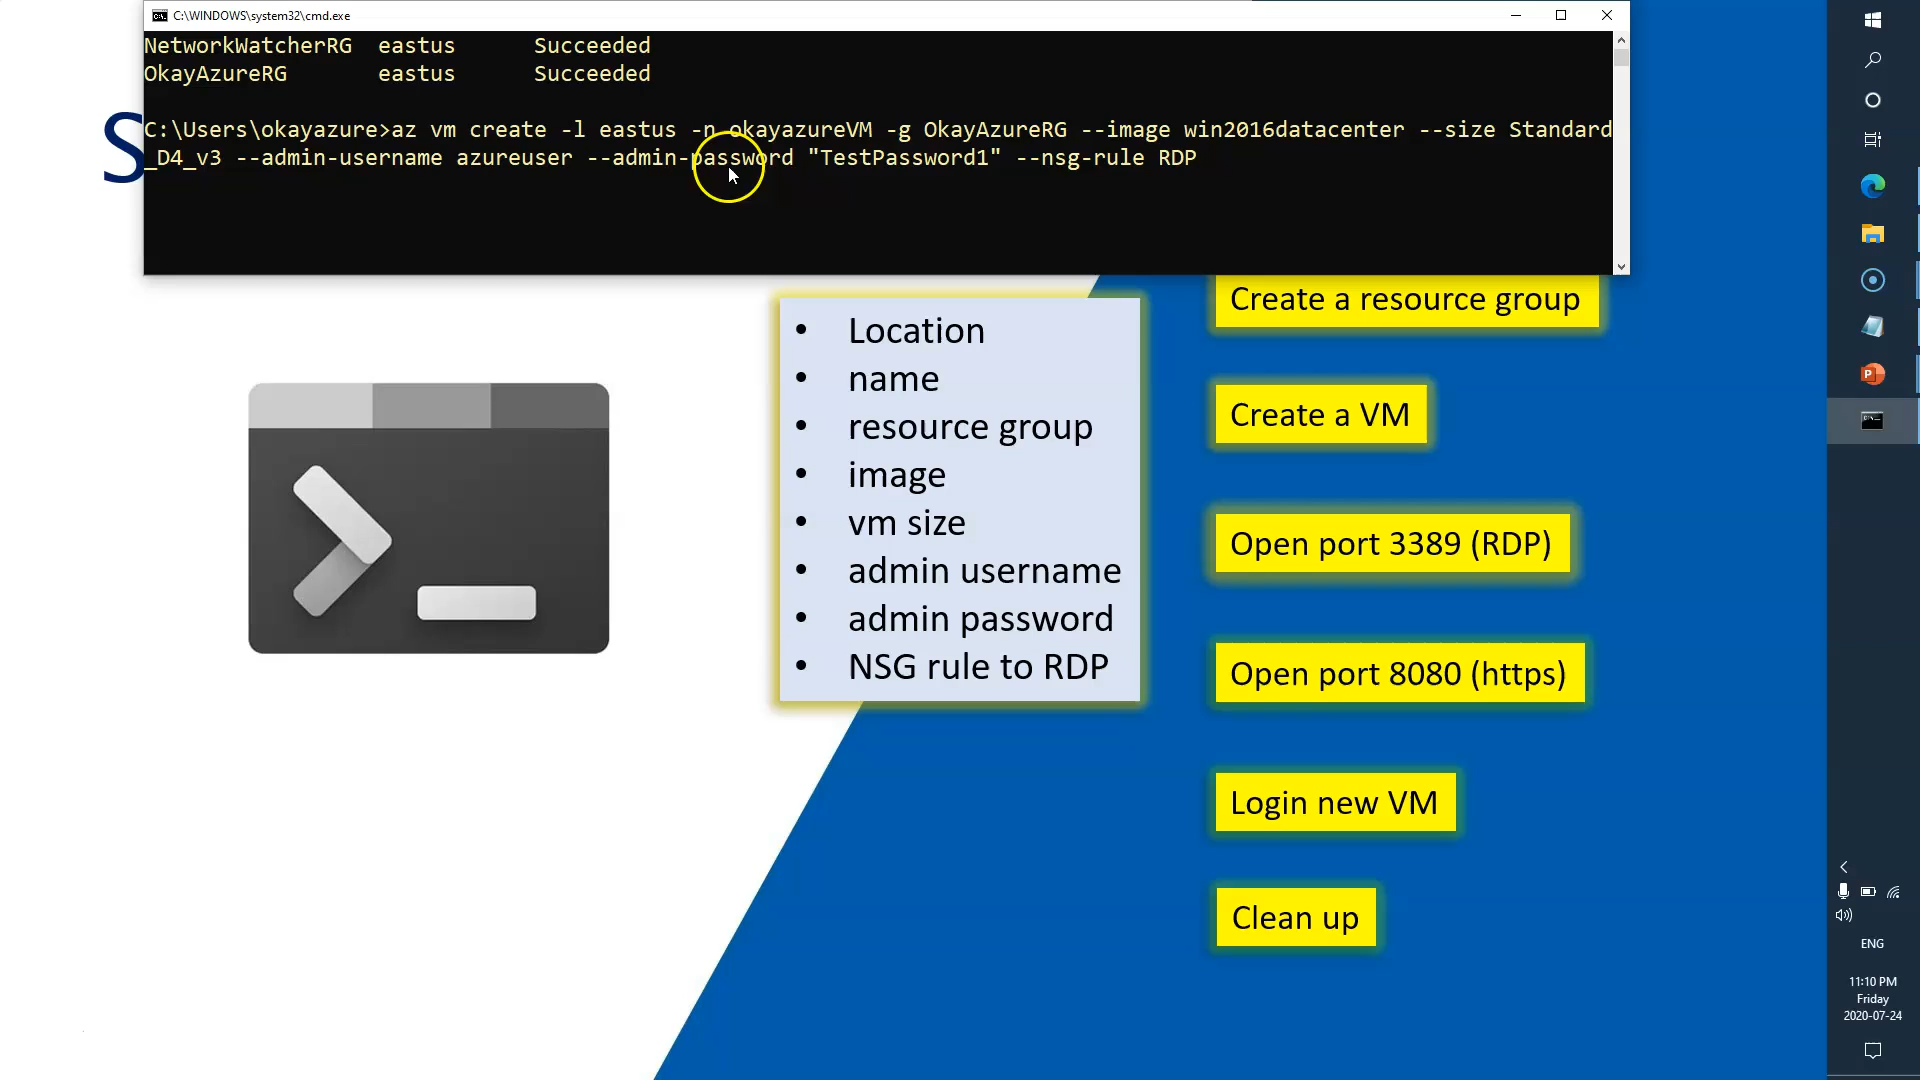 C:\WINDOWS\system32\cmd.exe
NetworkWatcherRG eastus Succeeded
OkayAzureRG eastus Succeeded
C:\Users\okayazure>az vm create -l eastus -n okayazureVM -g OkayAzureRG --image win2016datacenter --size Standard
_D4_v3 --admin-username azureuser --admin-password "TestPassword1" --nsg-rule RDP
S
• Location
• name
• resource group
• image
• vm size
• admin username
• admin password
• NSG rule to RDP
Create a resource group
Create a VM
Open port 3389 (RDP)
Open port 8080 (https)
Login new VM
Clean up
ENG
11:10 PM
Friday
2020-07-24